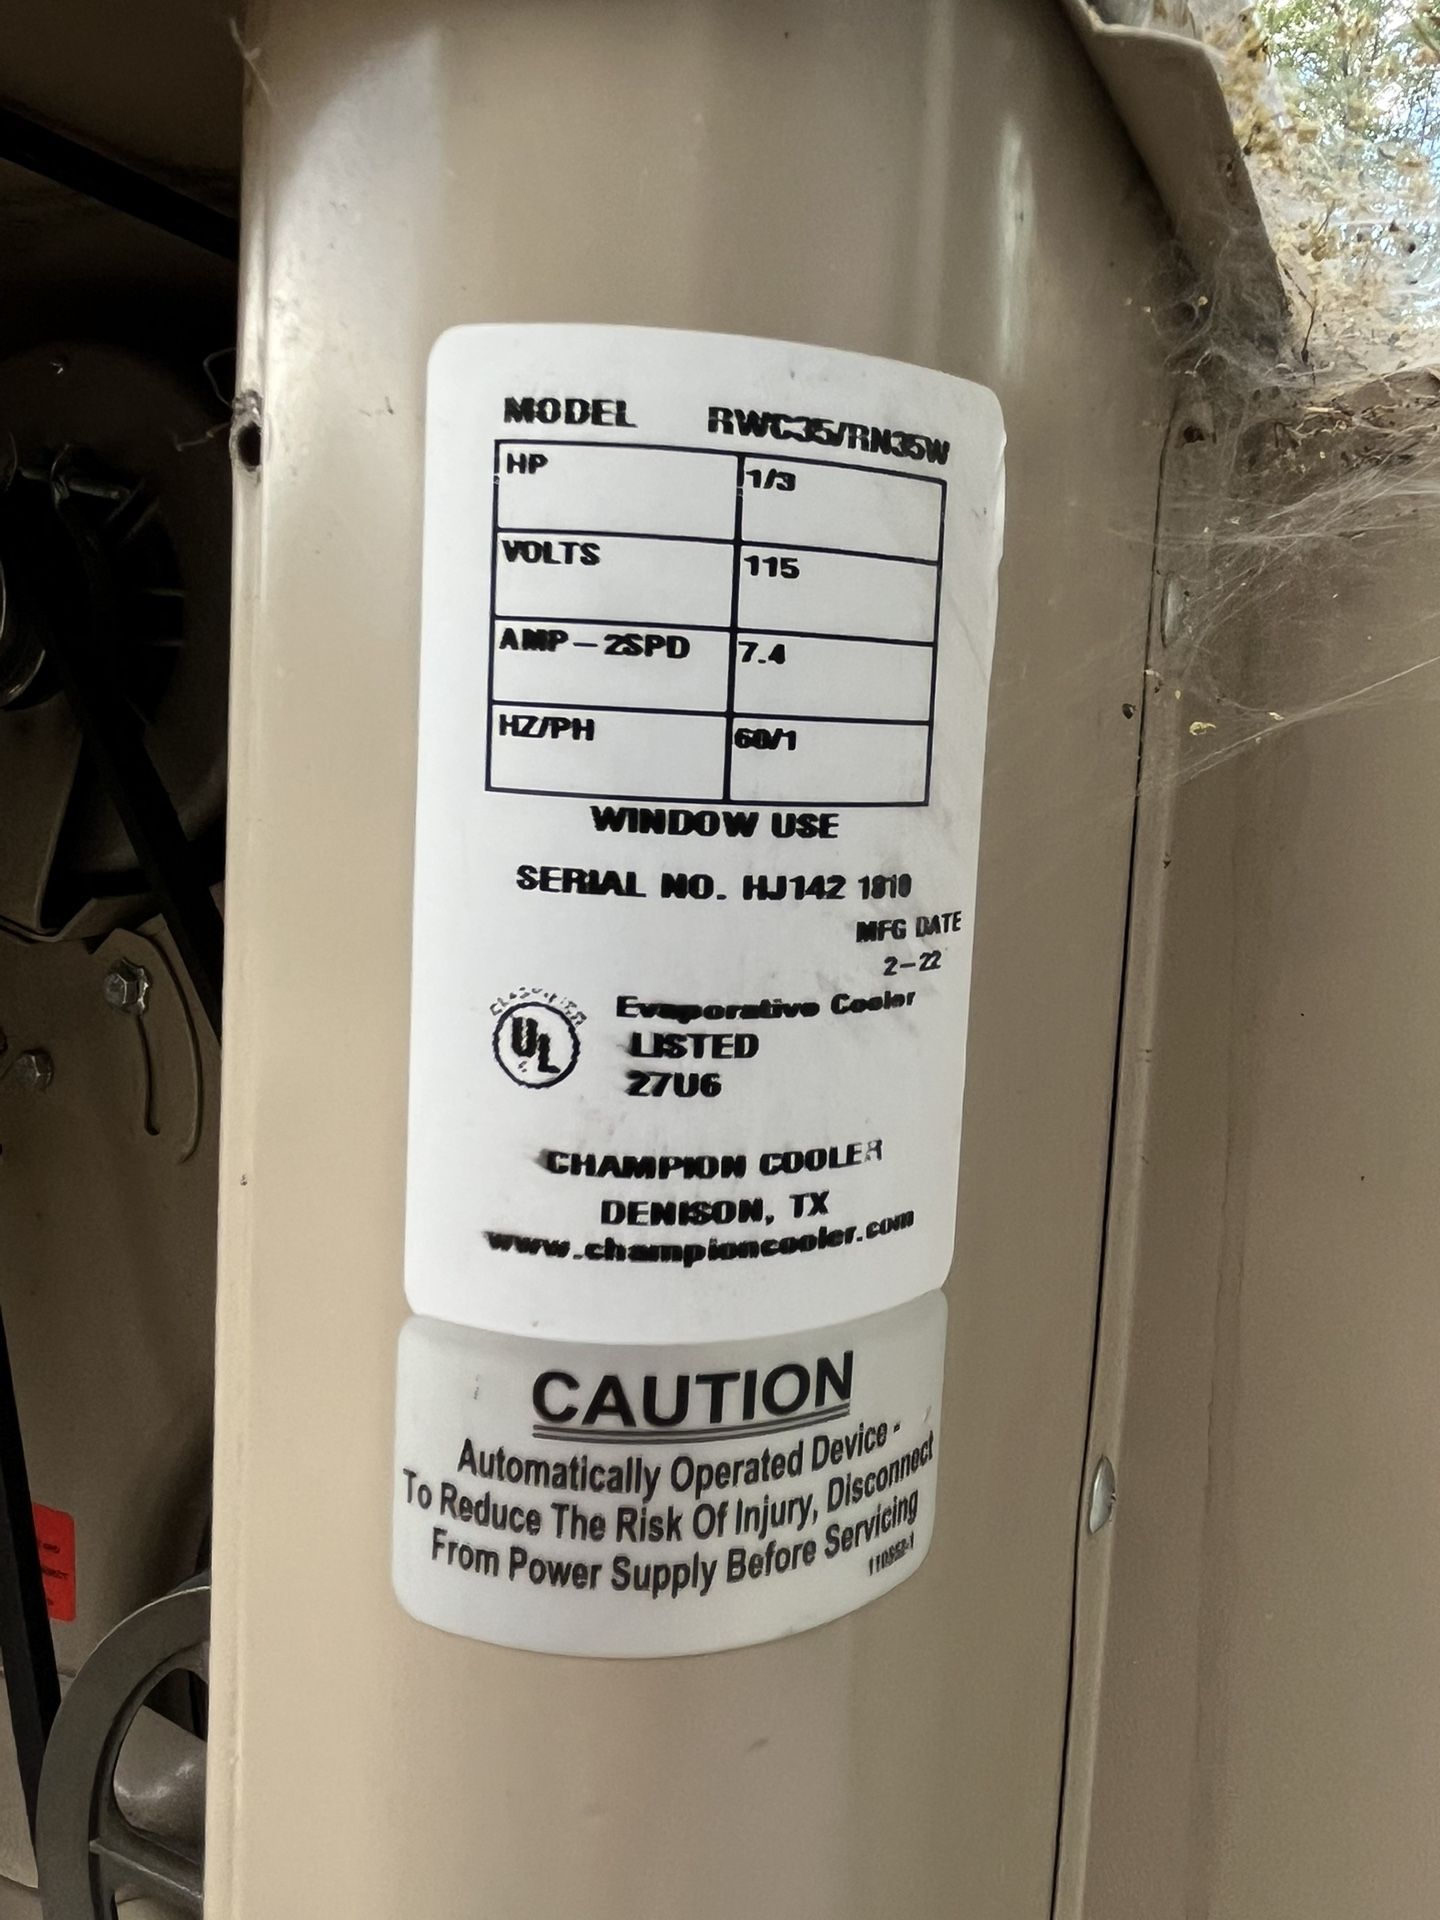 MODEL RWC35/RN35W
HP 1/3
VOLTS 115
AMP-2SPD 7.4
HZ/PH 60/1
WINDOW USE
SERIAL NO. HJ142 1810
MFG DATE
2-22
CLASSIFIED
UL
Evaporative Cooler
LISTED
27U6
CHAMPION COOLER
DENISON, TX
www.championcooler.com
CAUTION
Automatically Operated Device -
To Reduce The Risk Of Injury, Disconnect
From Power Supply Before Servicing